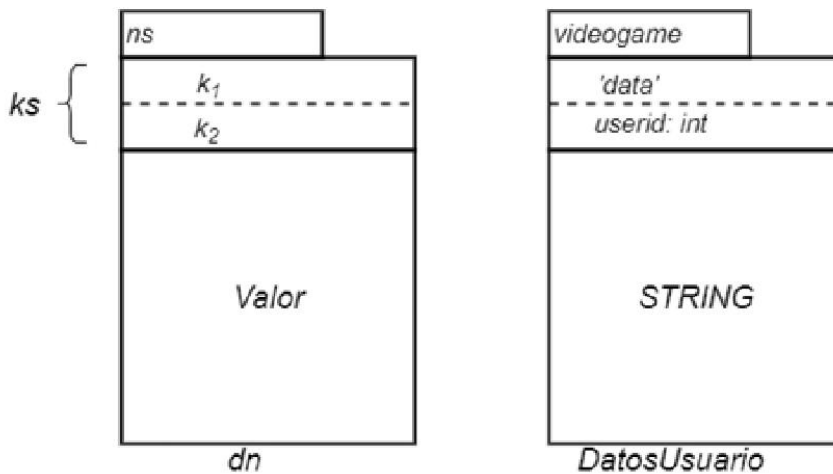 ns
ks
k1
k2
Valor
dn
videogame
'data'
userid: int
STRING
DatosUsuario